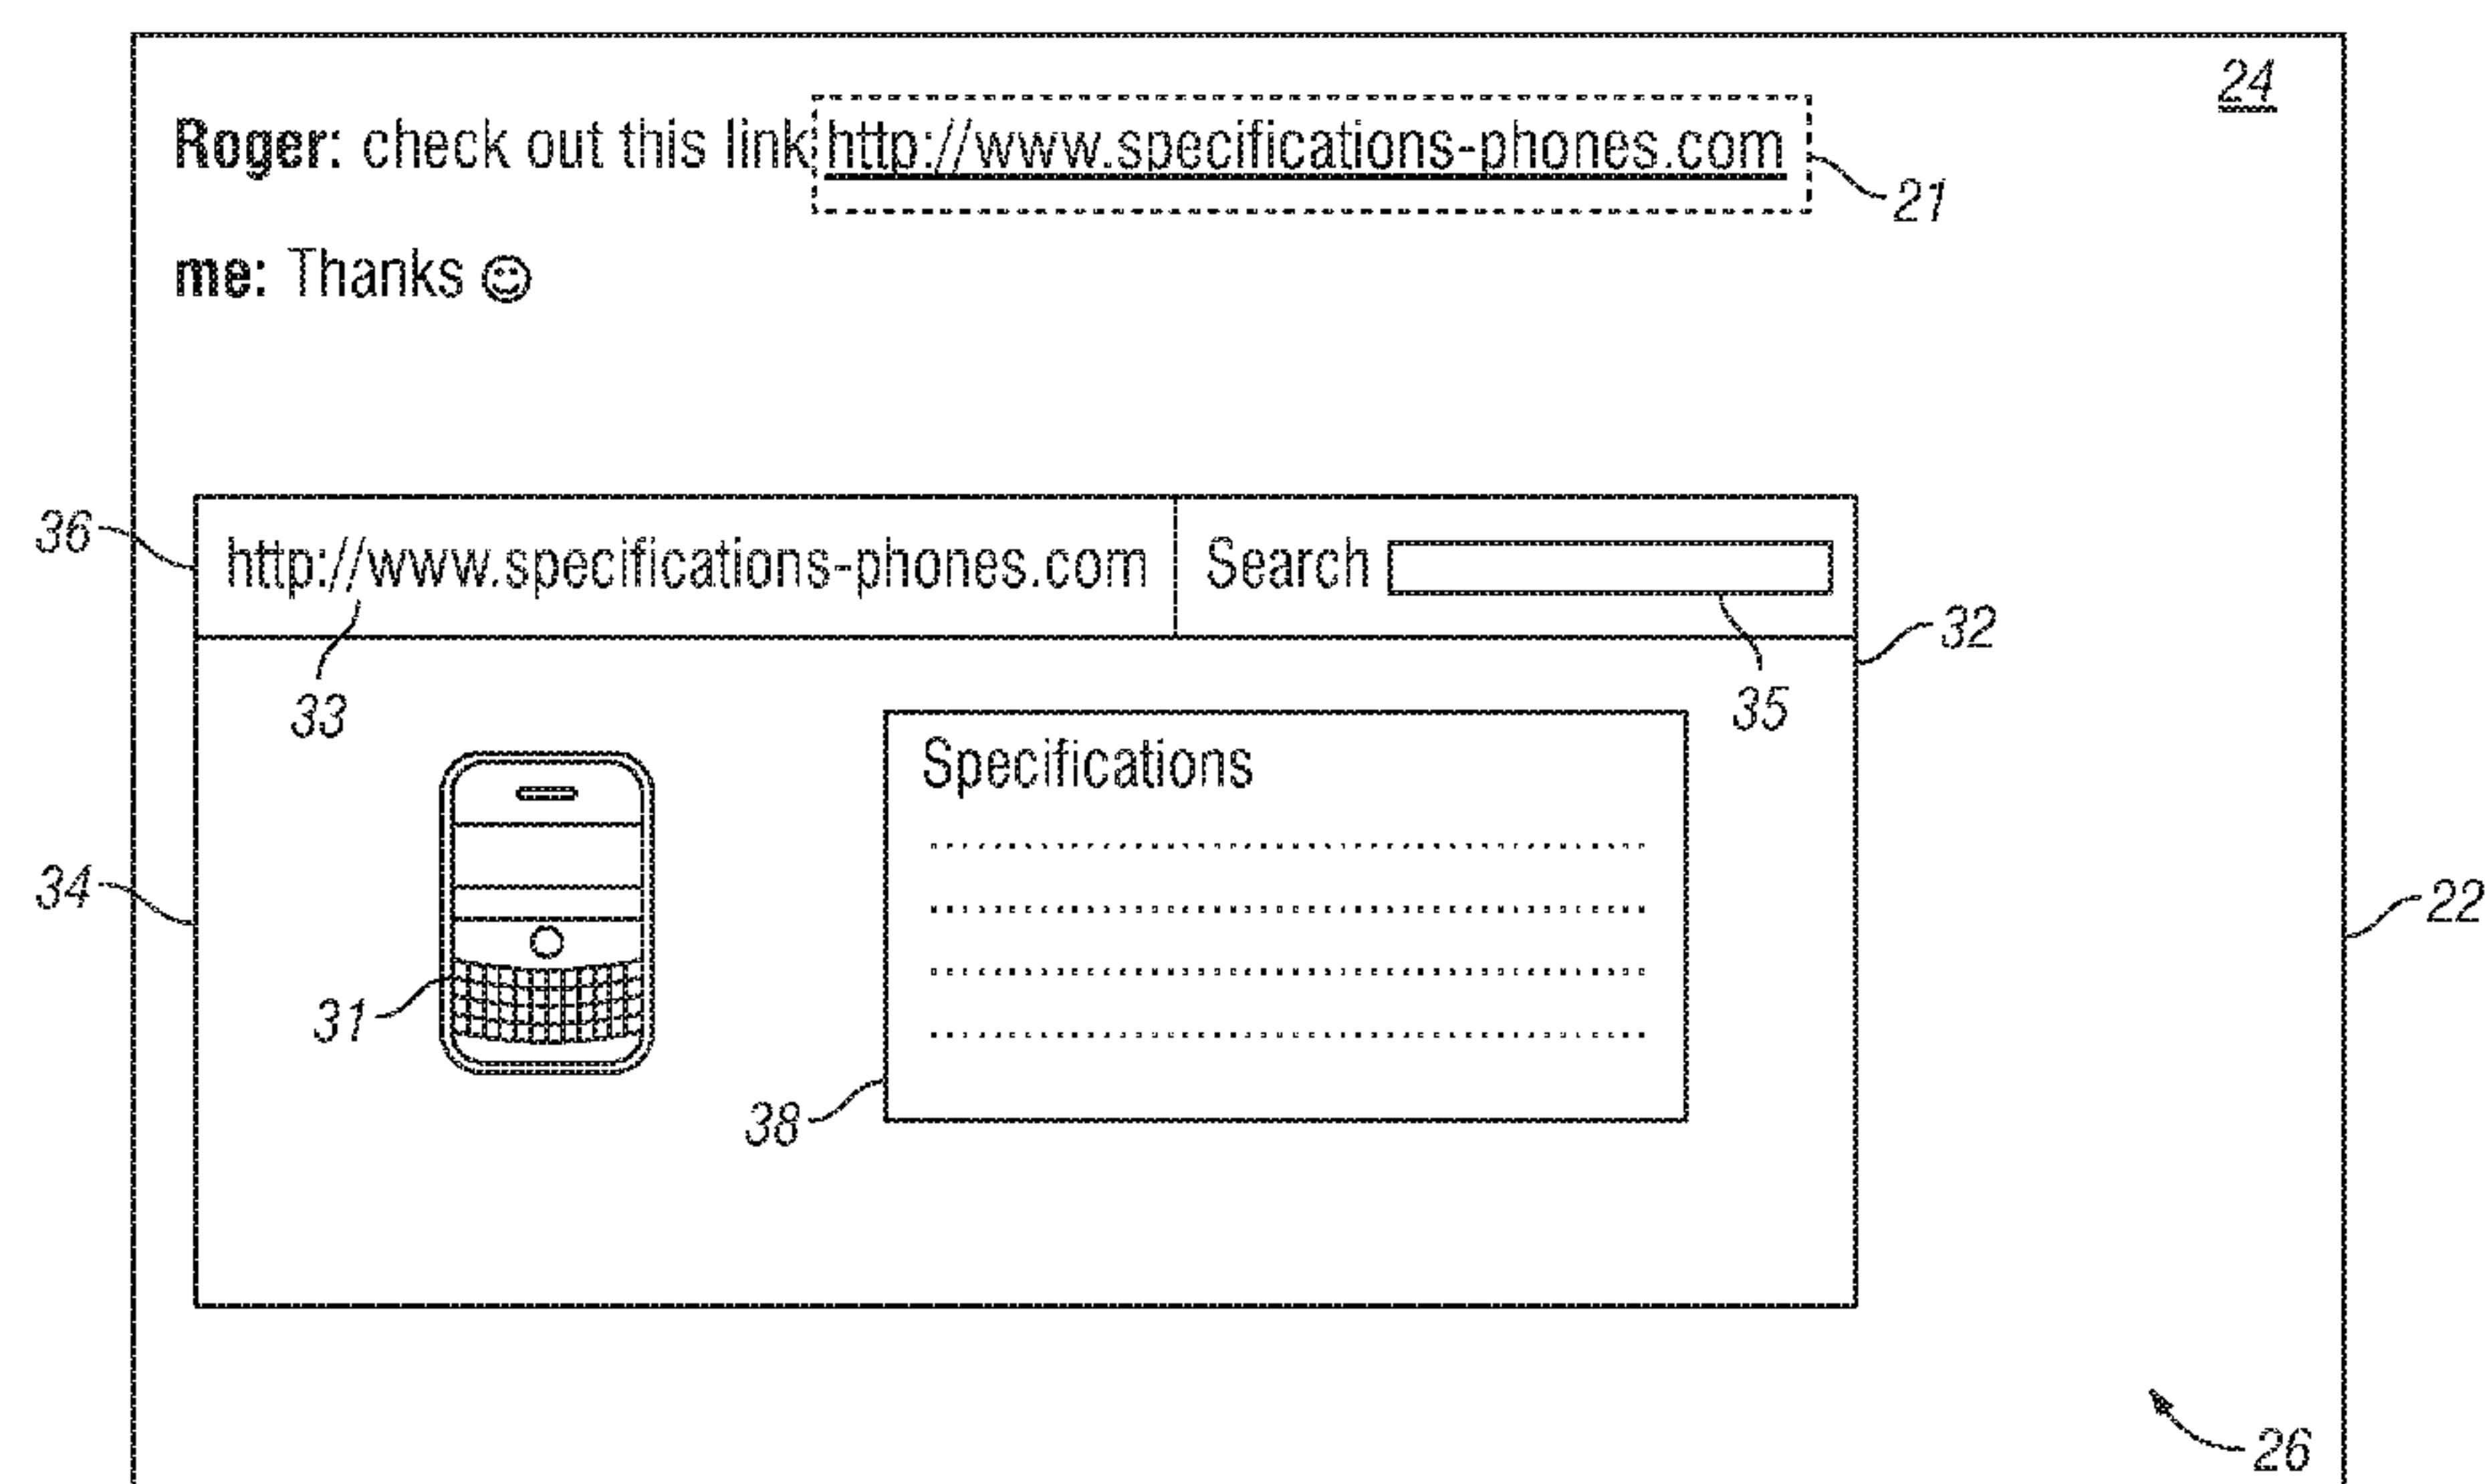 24
Roger: check out this link http://www.specifications-phones.com
21
me: Thanks ☺
36
http://www.specifications-phones.com Search
32
33
35
Specifications
34
22
31
38
26